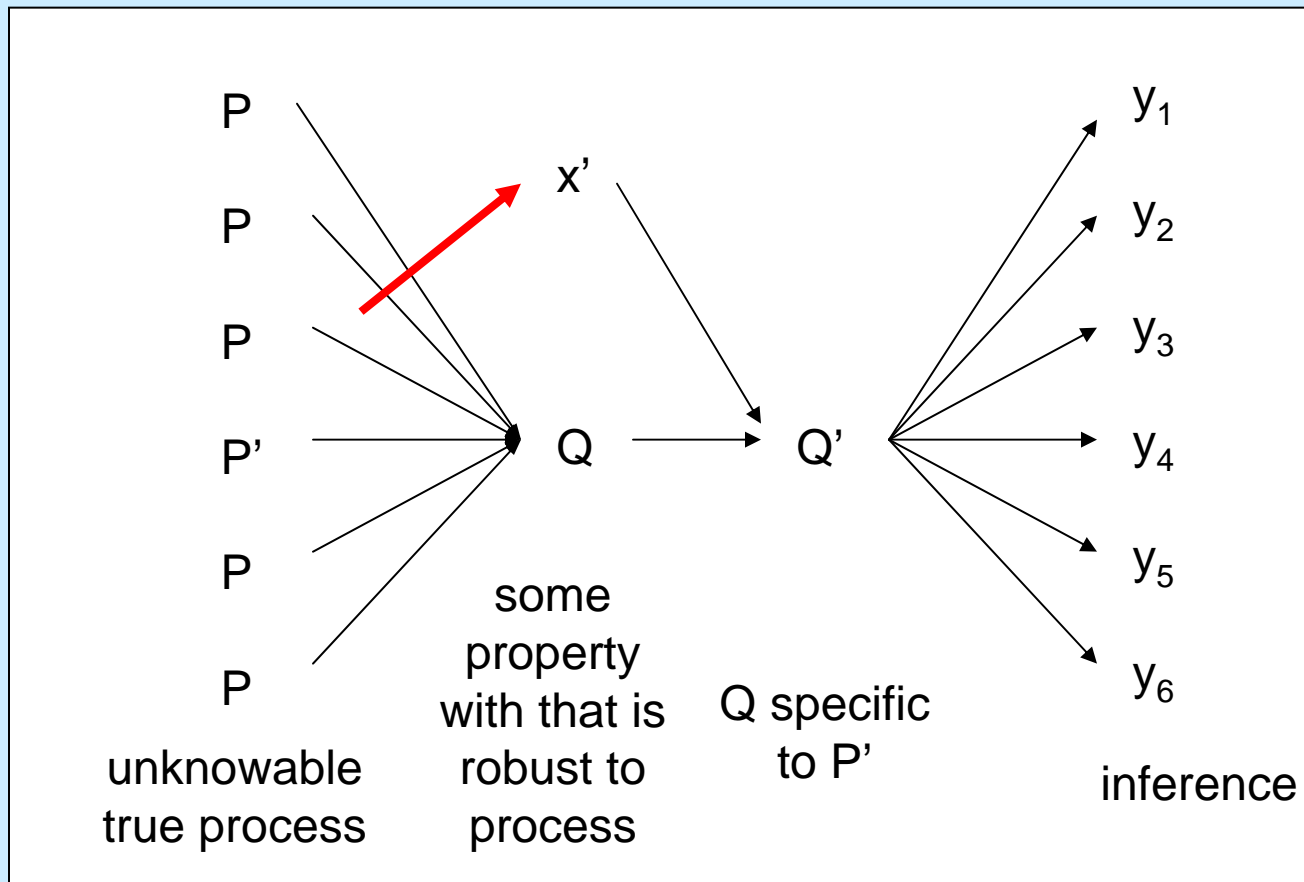 P
P
P
P’
P
P
unknowable
true process
x’
Q
some
property
with that is
robust to
process
Q’
Q specific
to P’
y₁
y₂
y₃
y₄
y₅
y₆
inference